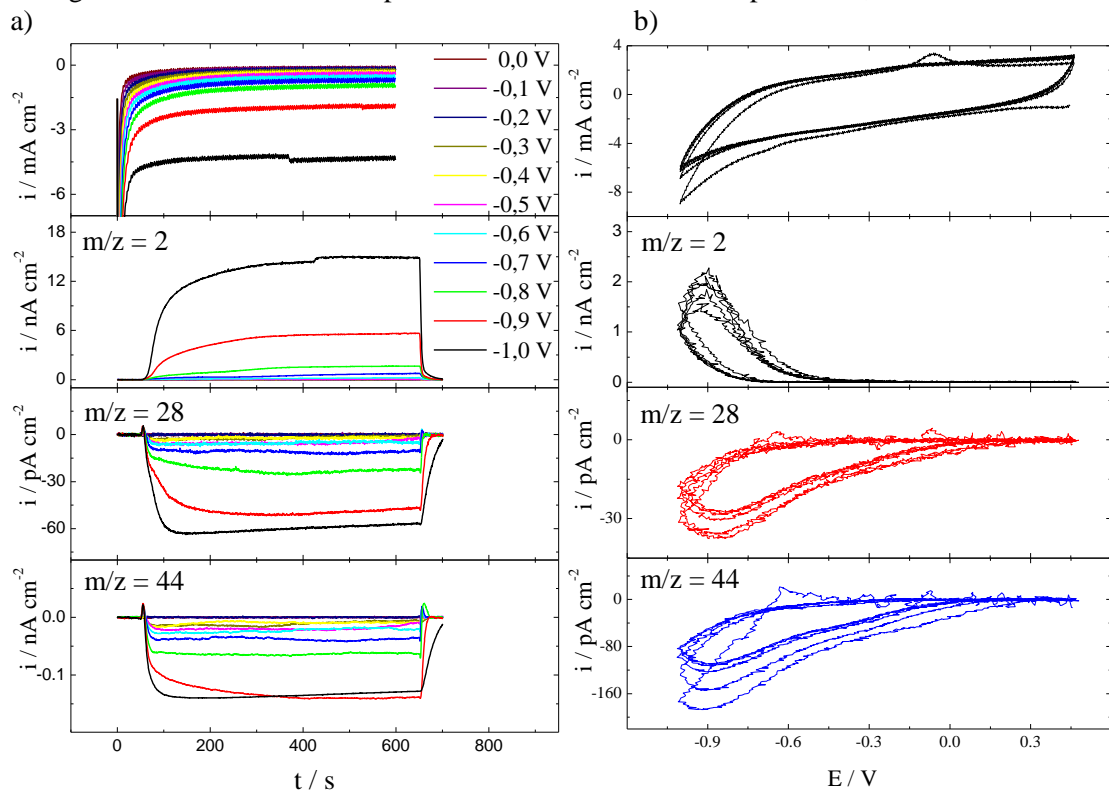 a)
b)
i / mA cm-2
0
-3
-6
0,0 V
-0,1 V
-0,2 V
-0,3 V
-0,4 V
-0,5 V
-0,6 V
-0,7 V
-0,8 V
-0,9 V
-1,0 V
m/z = 2
i / nA cm-2
18
12
6
0
m/z = 28
i / pA cm-2
0
-30
-60
m/z = 44
i / nA cm-2
0.0
-0.1
0 200 400 600 800
t / s
i / mA cm-2
4
0
-4
-8
m/z = 2
i / nA cm-2
3
2
1
0
m/z = 28
i / pA cm-2
0
-30
m/z = 44
i / pA cm-2
0
-80
-160
-0.9 -0.6 -0.3 0.0 0.3
E / V